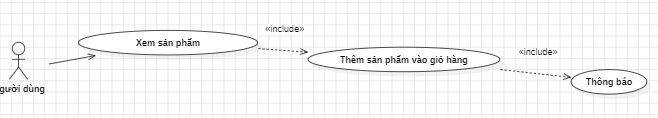 «include»
Xem sản phẩm
«include»
Thêm sản phẩm vào giỏ hàng
Thông báo
gười dùng